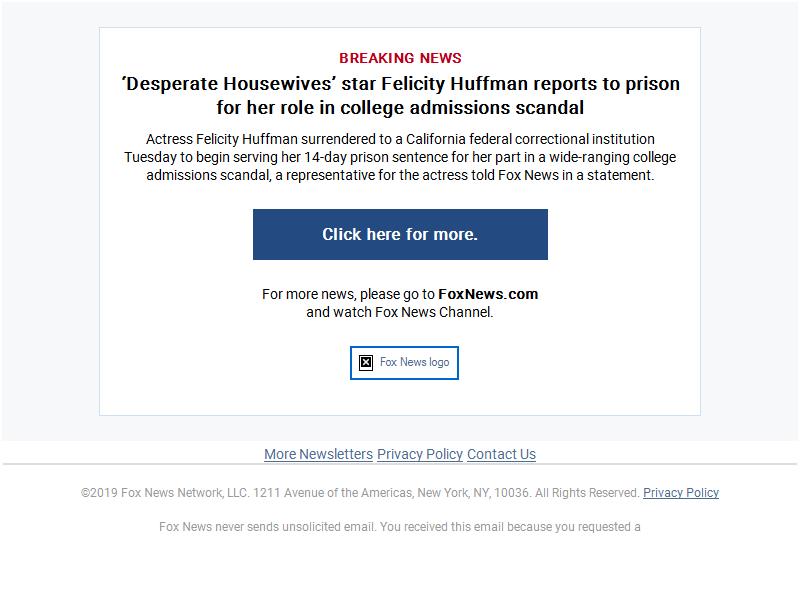 BREAKING NEWS
‘Desperate Housewives’ star Felicity Huffman reports to prison
for her role in college admissions scandal
Actress Felicity Huffman surrendered to a California federal correctional institution
Tuesday to begin serving her 14-day prison sentence for her part in a wide-ranging college
admissions scandal, a representative for the actress told Fox News in a statement.
Click here for more.
For more news, please go to FoxNews.com
and watch Fox News Channel.
Fox News logo
More Newsletters Privacy Policy Contact Us
©2019 Fox News Network, LLC. 1211 Avenue of the Americas, New York, NY, 10036. All Rights Reserved. Privacy Policy
Fox News never sends unsolicited email. You received this email because you requested a